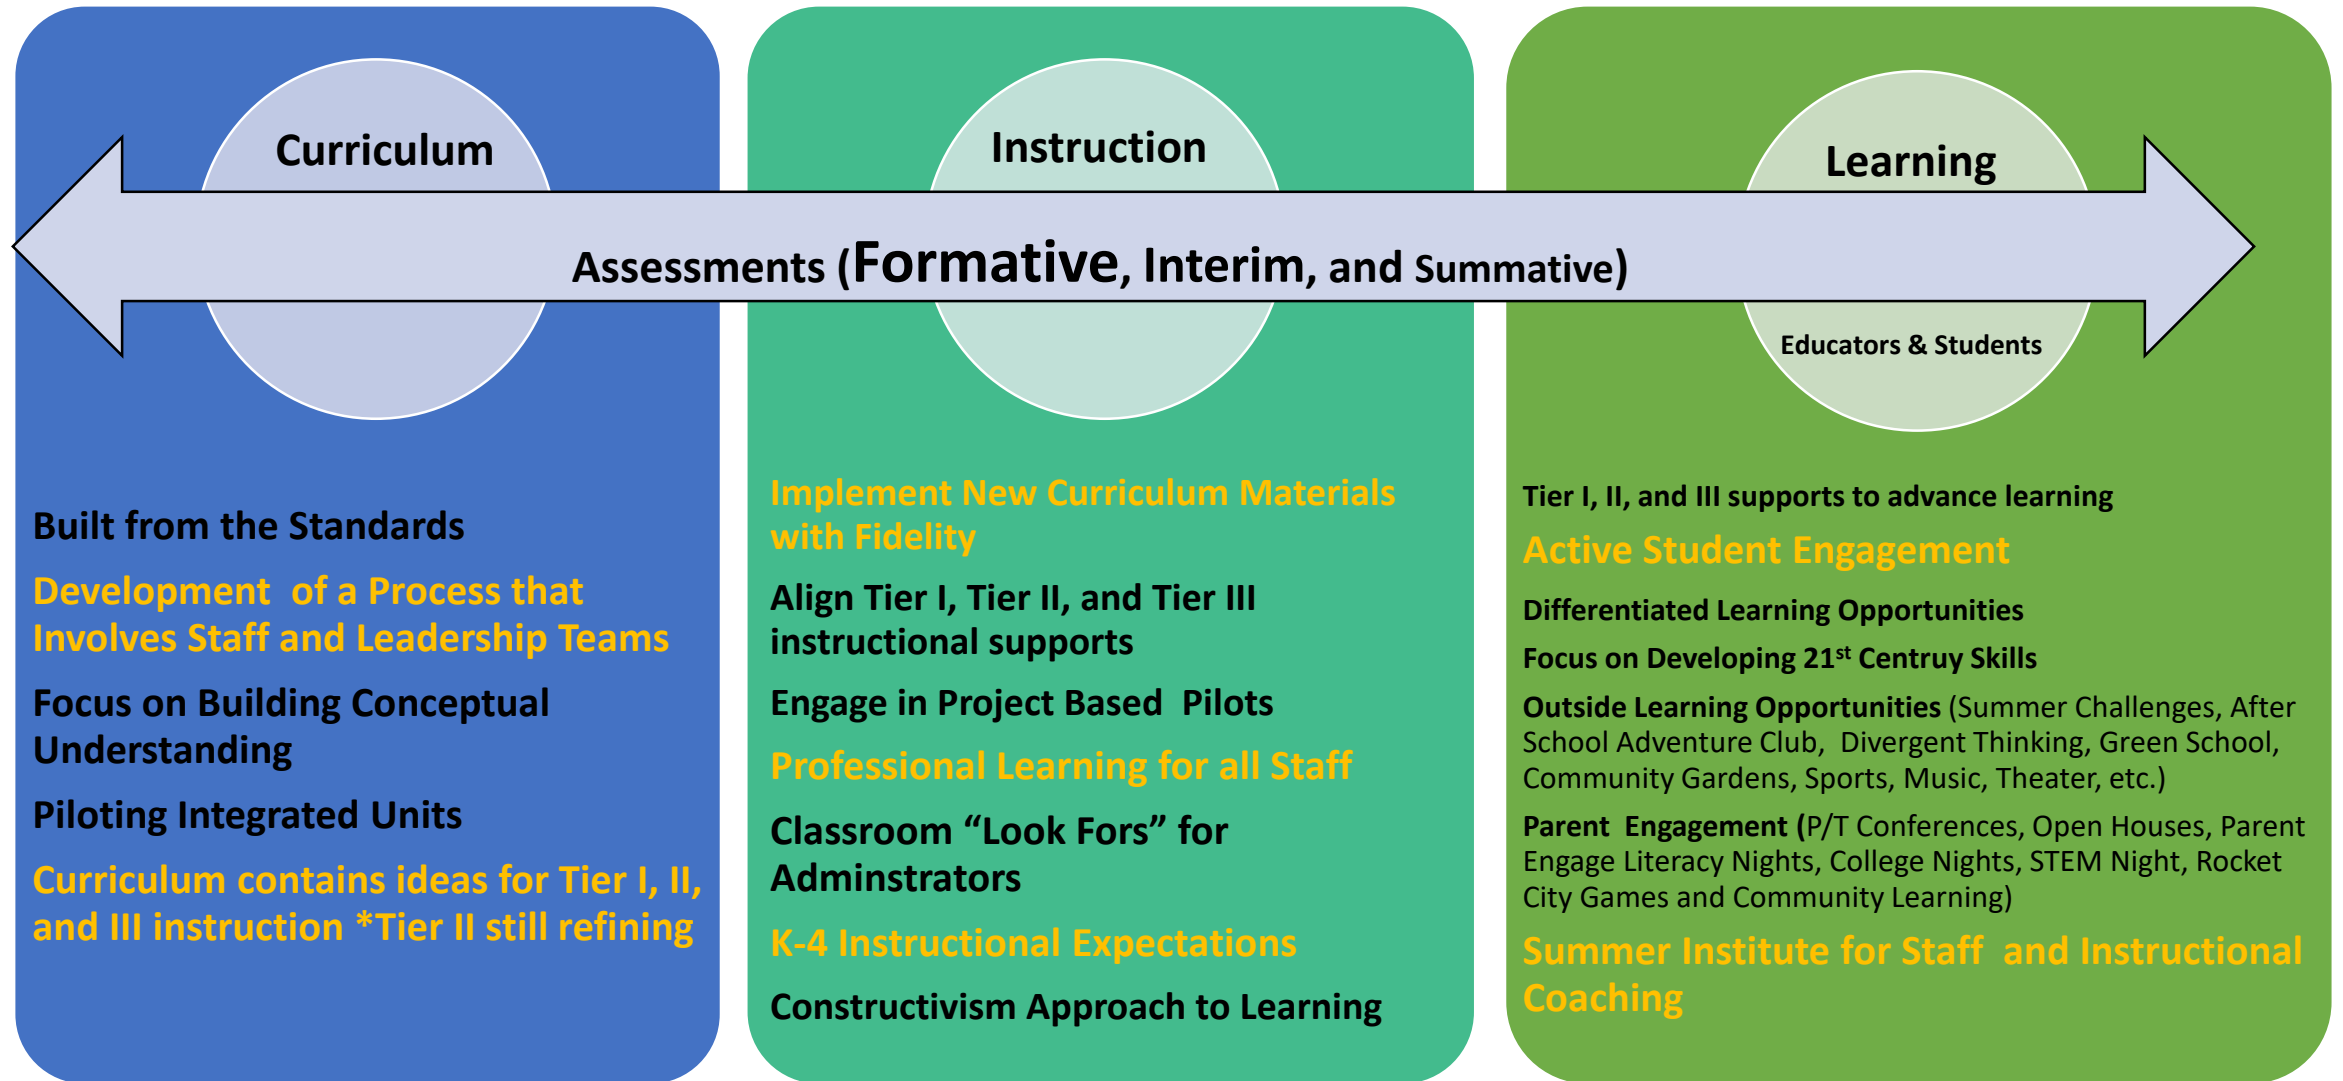 Curriculum
Instruction
Learning
Assessments (Formative, Interim, and Summative)
Educators & Students
Built from the Standards
Development of a Process that
Involves Staff and Leadership Teams
Focus on Building Conceptual
Understanding
Piloting Integrated Units
Curriculum contains ideas for Tier I, II,
and III instruction *Tier II still refining
Implement New Curriculum Materials
with Fidelity
Align Tier I, Tier II, and Tier III
instructional supports
Engage in Project Based Pilots
Professional Learning for all Staff
Classroom “Look Fors” for
Adminstrators
K-4 Instructional Expectations
Constructivism Approach to Learning
Tier I, II, and III supports to advance learning
Active Student Engagement
Differentiated Learning Opportunities
Focus on Developing 21st Centruy Skills
Outside Learning Opportunities (Summer Challenges, After
School Adventure Club, Divergent Thinking, Green School,
Community Gardens, Sports, Music, Theater, etc.)
Parent Engagement (P/T Conferences, Open Houses, Parent
Engage Literacy Nights, College Nights, STEM Night, Rocket
City Games and Community Learning)
Summer Institute for Staff and Instructional
Coaching